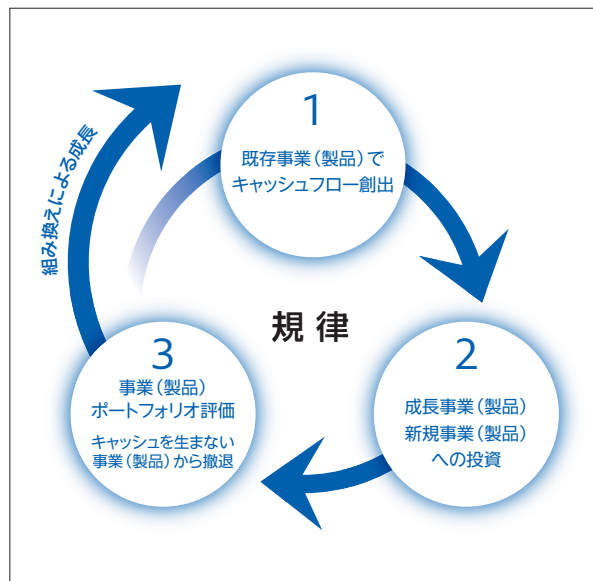 1
既存事業(製品)で
キャッシュフロー創出
組み換えによる成長
規律
2
成長事業(製品)
新規事業(製品)
への投資
3
事業(製品)
ポートフォリオ評価
キャッシュを生まない
事業(製品)から撤退